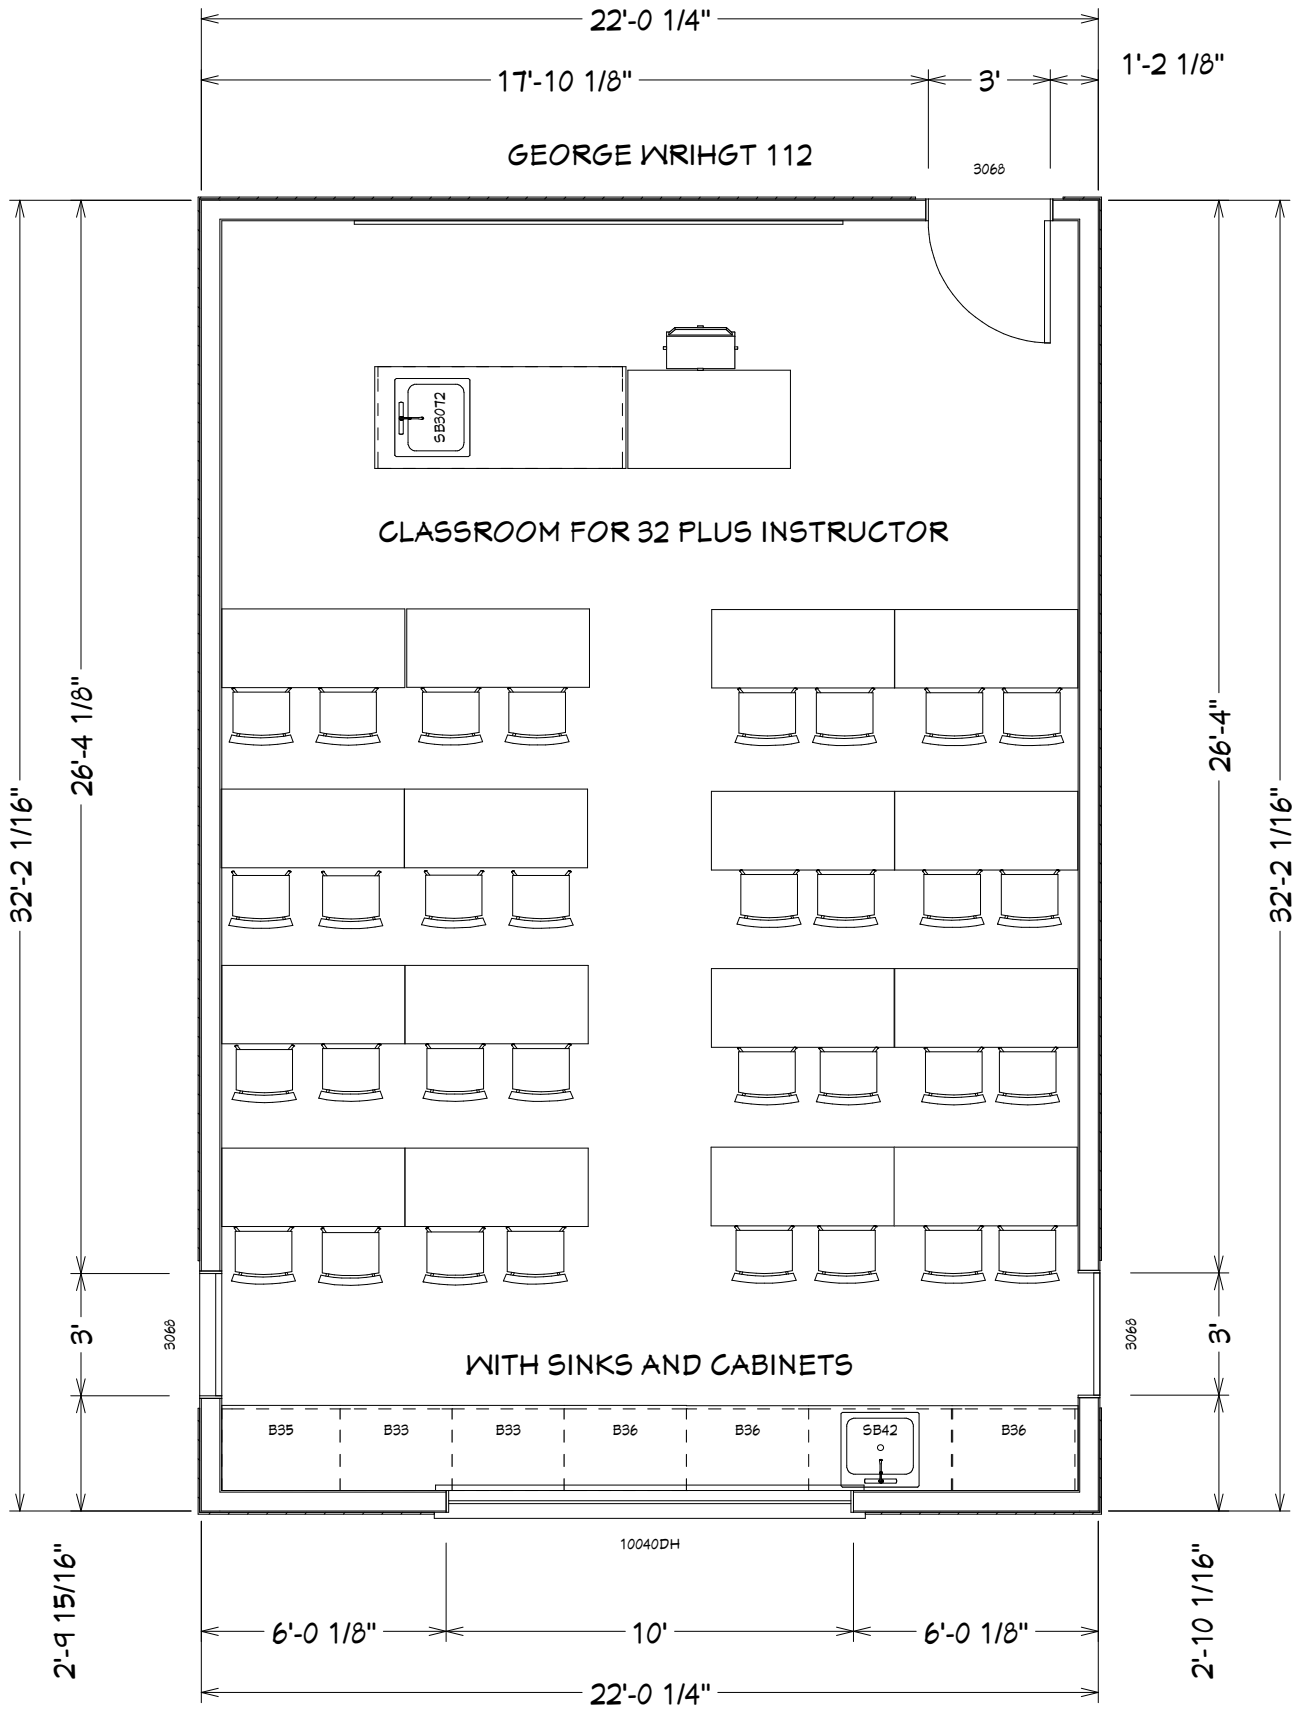 22'-0 1/4"
17'-10 1/8"
3'
1'-2 1/8"
GEORGE WRIHGT 112
3068
SB3072
CLASSROOM FOR 32 PLUS INSTRUCTOR
32'-2 1/16"
26'-4 1/8"
26'-4"
32'-2 1/16"
3'
3068
3068
3'
WITH SINKS AND CABINETS
B35
B33
B33
B36
B36
SB42
B36
10040DH
2'-9 15/16"
2'-10 1/16"
6'-0 1/8"
10'
6'-0 1/8"
22'-0 1/4"